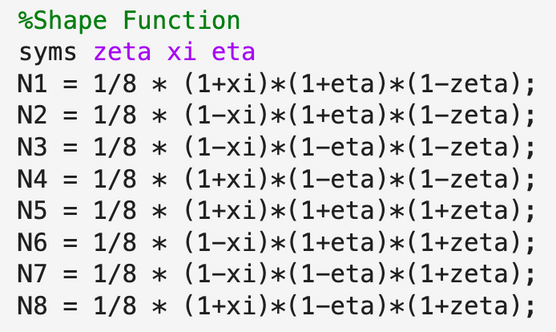 %Shape Function
syms zeta xi eta
N1 = 1/8 * (1+xi)*(1+eta)*(1-zeta);
N2 = 1/8 * (1-xi)*(1+eta)*(1-zeta);
N3 = 1/8 * (1-xi)*(1-eta)*(1-zeta);
N4 = 1/8 * (1+xi)*(1-eta)*(1-zeta);
N5 = 1/8 * (1+xi)*(1+eta)*(1+zeta);
N6 = 1/8 * (1-xi)*(1+eta)*(1+zeta);
N7 = 1/8 * (1-xi)*(1-eta)*(1+zeta);
N8 = 1/8 * (1+xi)*(1-eta)*(1+zeta);